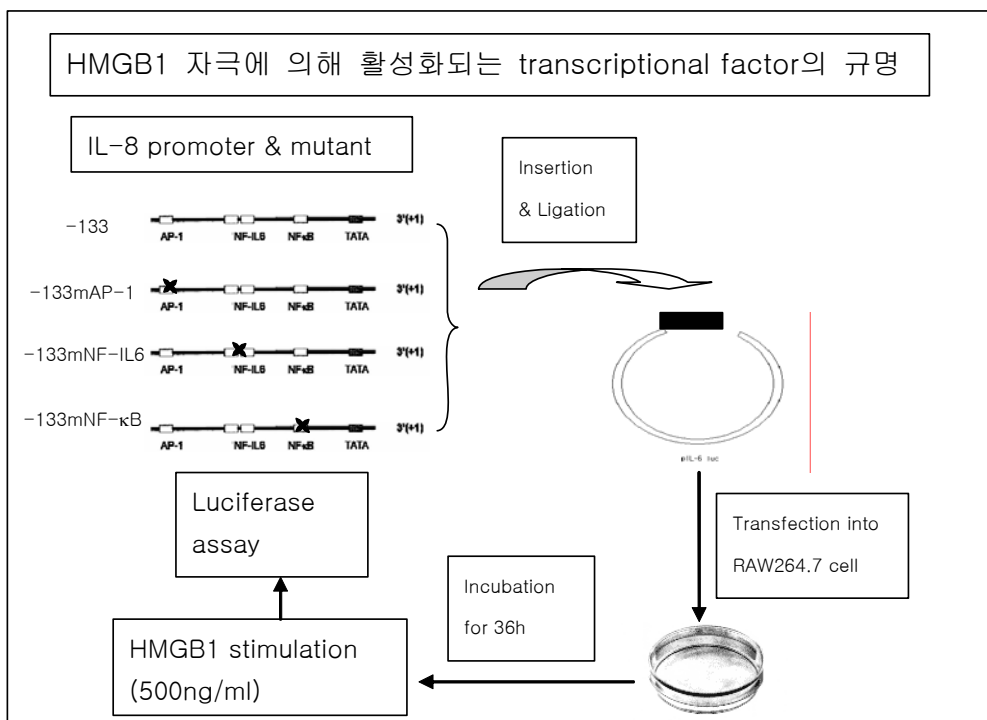 HMGB1 자극에 의해 활성화되는 transcriptional factor의 규명
IL-8 promoter & mutant
Insertion
& Ligation
-133
AP-1 NF-IL6 NFκB TATA 3'(+1)
-133mAP-1
AP-1 NF-IL6 NFκB TATA 3'(+1)
-133mNF-IL6
AP-1 NF-IL6 NFκB TATA 3'(+1)
-133mNF-κB
AP-1 NF-IL6 NFκB TATA 3'(+1)
pIL-6 luc
Transfection into
RAW264.7 cell
Luciferase
assay
Incubation
for 36h
HMGB1 stimulation
(500ng/ml)